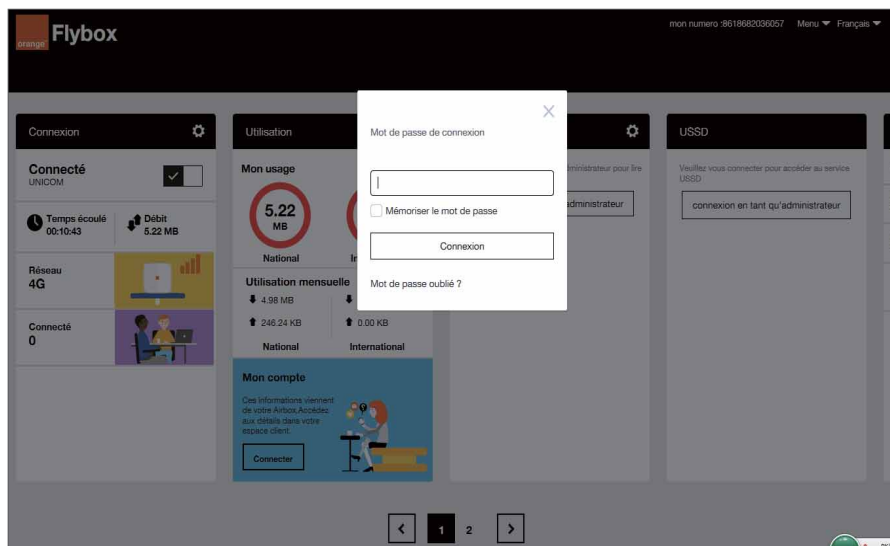 orange
Flybox
mon numero :8618682036057 Menu Français
Connexion
Connecté
UNICOM
Temps écoulé
00:10:43
Débit
5.22 MB
Réseau
4G
Connecté
0
Utilisation
Mon usage
5.22
MB
National
Utilisation mensuelle
4.98 MB
246.24 KB
0.00 KB
National
International
Mon compte
Ces informations viennent
de votre Airbox.Accédez
aux détails dans votre
espace client.
Connecter
Mot de passe de connexion
Mémoriser le mot de passe
Connexion
Mot de passe oublié ?
pour lire
USSD
Veuillez vous connecter pour accéder au service
USSD
connexion en tant qu'administrateur
1 2